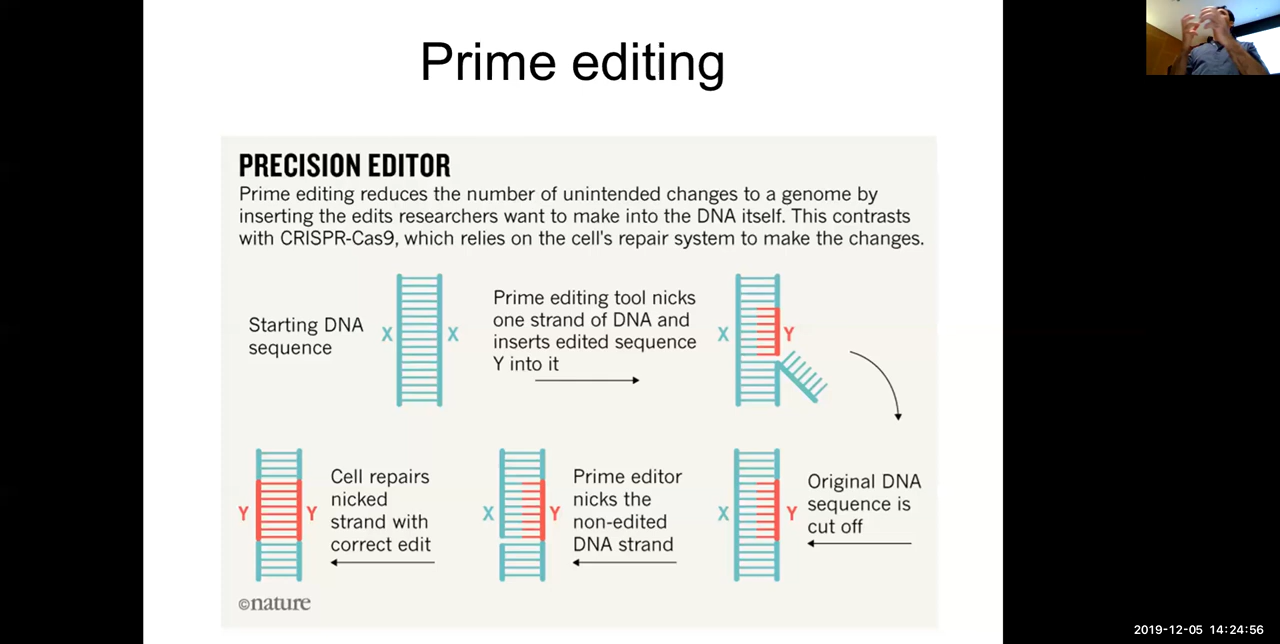 Prime editing
PRECISION EDITOR
Prime editing reduces the number of unintended changes to a genome by
inserting the edits researchers want to make into the DNA itself. This contrasts
with CRISPR-Cas9, which relies on the cell's repair system to make the changes.
Starting DNA
sequence
X
X
Prime editing tool nicks
one strand of DNA and
inserts edited sequence
Y into it
X
Y
Original DNA
sequence is
cut off
X
Y
Prime editor
nicks the
non-edited
DNA strand
X
Y
Cell repairs
nicked
strand with
correct edit
Y
Y
©nature
2019-12-05 14:24:56